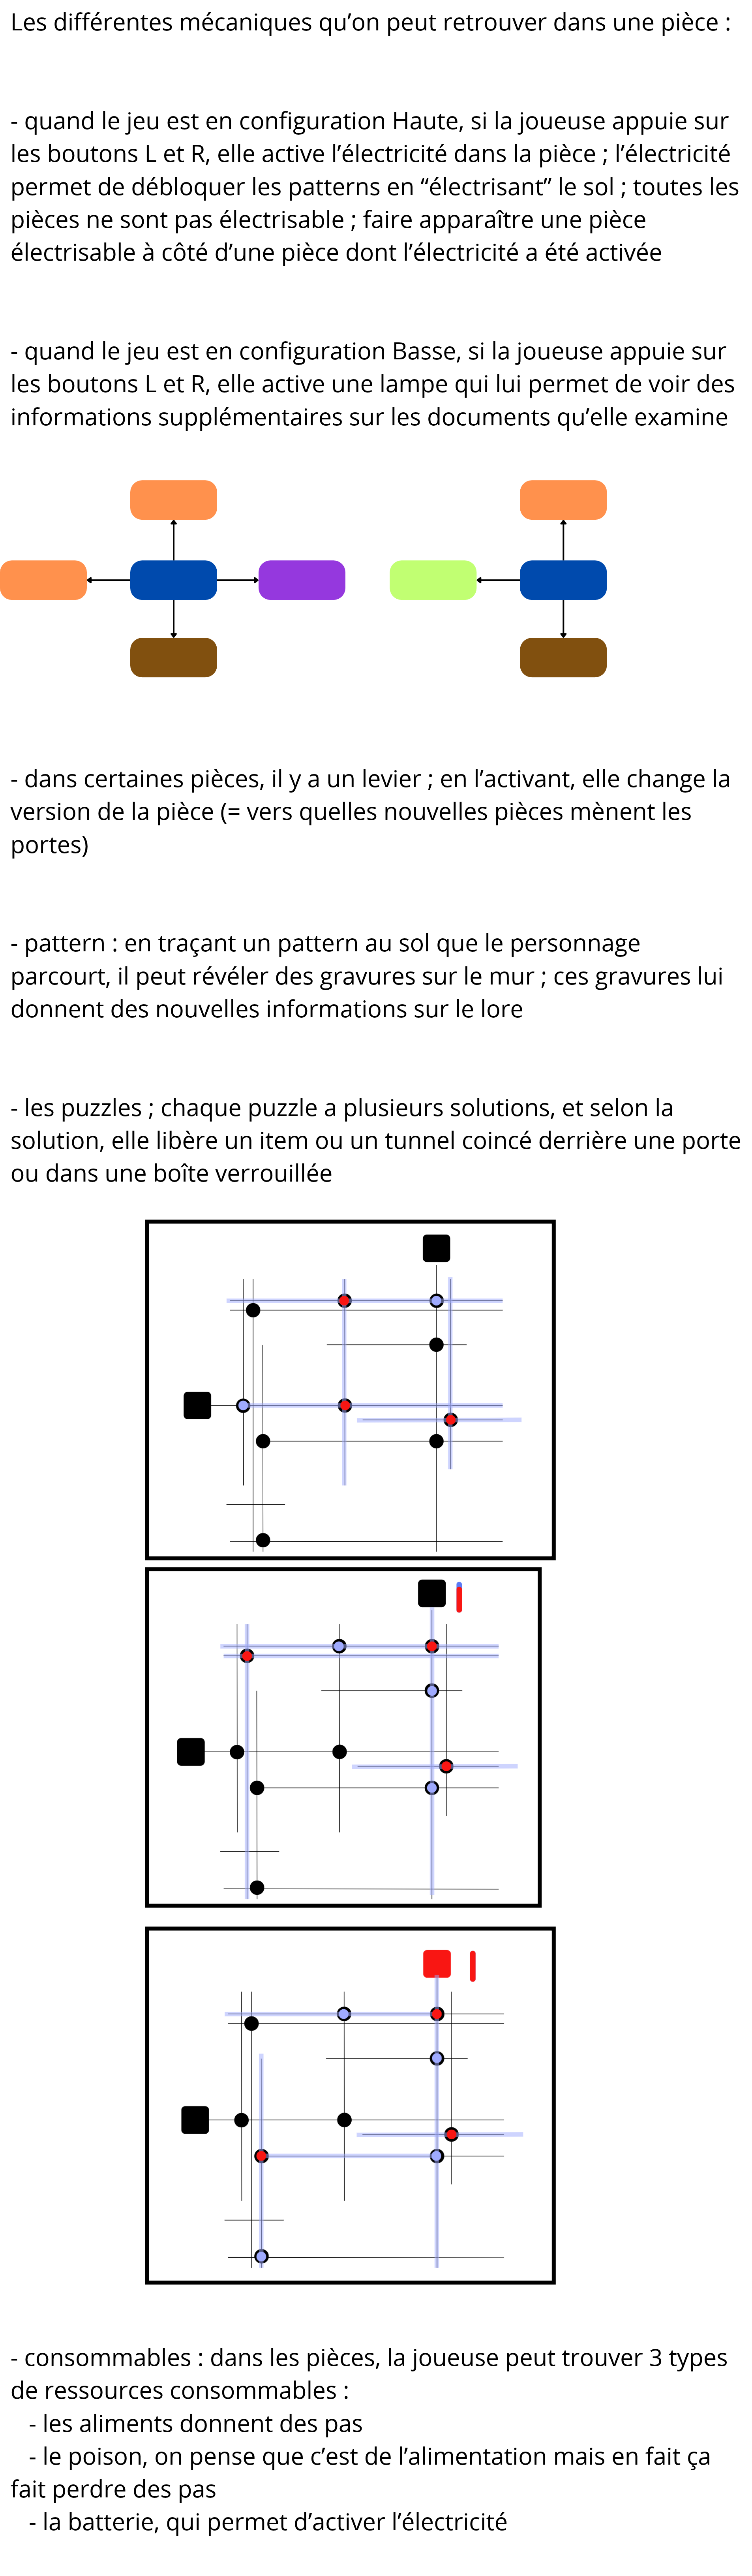 Les différentes mécaniques qu’on peut retrouver dans une pièce :
- quand le jeu est en configuration Haute, si la joueuse appuie sur
les boutons L et R, elle active l’électricité dans la pièce ; l’électricité
permet de débloquer les patterns en “électrisant” le sol ; toutes les
pièces ne sont pas électrisable ; faire apparaître une pièce
électrisable à côté d’une pièce dont l’électricité a été activée
- quand le jeu est en configuration Basse, si la joueuse appuie sur
les boutons L et R, elle active une lampe qui lui permet de voir des
informations supplémentaires sur les documents qu’elle examine
- dans certaines pièces, il y a un levier ; en l’activant, elle change la
version de la pièce (= vers quelles nouvelles pièces mènent les
portes)
- pattern : en traçant un pattern au sol que le personnage
parcourt, il peut révéler des gravures sur le mur ; ces gravures lui
donnent des nouvelles informations sur le lore
- les puzzles ; chaque puzzle a plusieurs solutions, et selon la
solution, elle libère un item ou un tunnel coincé derrière une porte
ou dans une boîte verrouillée
- consommables : dans les pièces, la joueuse peut trouver 3 types
de ressources consommables :
- les aliments donnent des pas
- le poison, on pense que c’est de l’alimentation mais en fait ça
fait perdre des pas
- la batterie, qui permet d’activer l’électricité